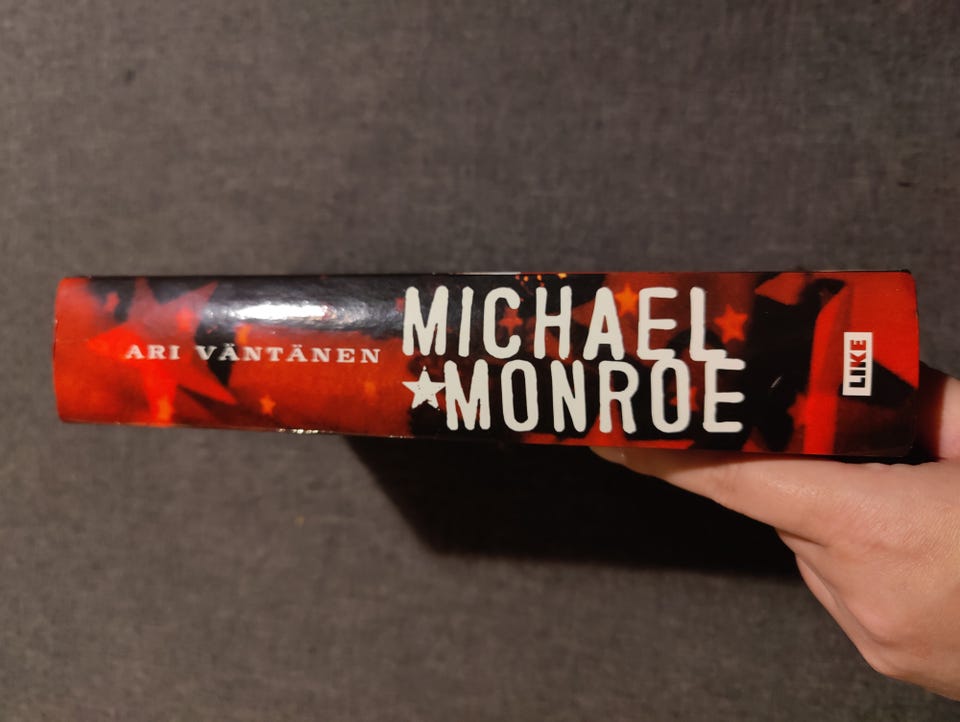 ARI VÄNTÄNEN
MICHAEL
MONROE
LIKE